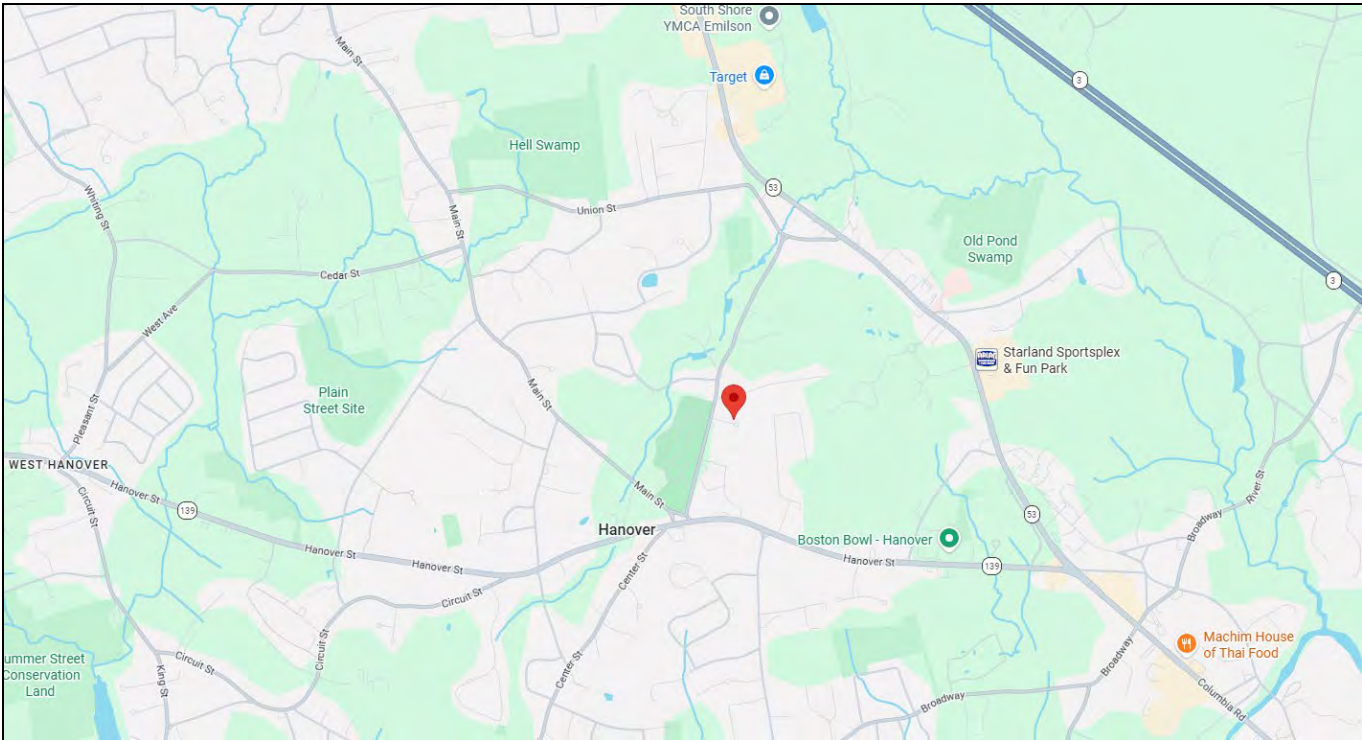 South Shore
YMCA Emilson
Main St
3
Target
Hell Swamp
53
Whiting St
Main St
Union St
Old Pond
Swamp
Cedar St
3
West Ave
Starland Sportsplex
& Fun Park
Plain
Street Site
Main St
Pleasant St
WEST HANOVER
Hanover St
139
Circuit St
Main St
Hanover
River St
Broadway
53
Boston Bowl - Hanover
Hanover St
139
Hanover St
Hanover St
Center St
Circuit St
Circuit St
Circuit St
King St
Center St
Broadway
Broadway
Machim House
of Thai Food
ummer Street
Conservation
Land
Columbia Rd